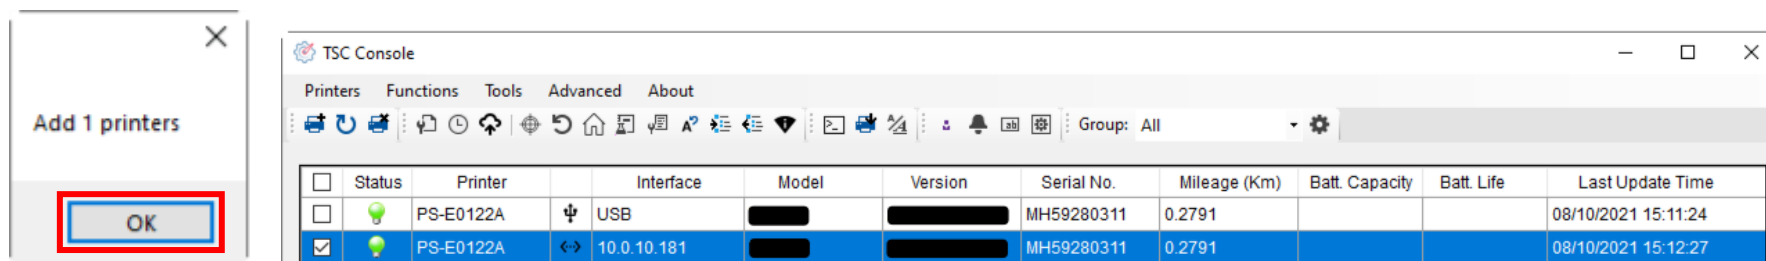 Add 1 printers
OK
TSC Console
Printers Functions Tools Advanced About
Group: All
Status Printer Interface Model Version Serial No. Mileage (Km) Batt. Capacity Batt. Life Last Update Time
PS-E0122A USB MH59280311 0.2791 08/10/2021 15:11:24
PS-E0122A 10.0.10.181 MH59280311 0.2791 08/10/2021 15:12:27